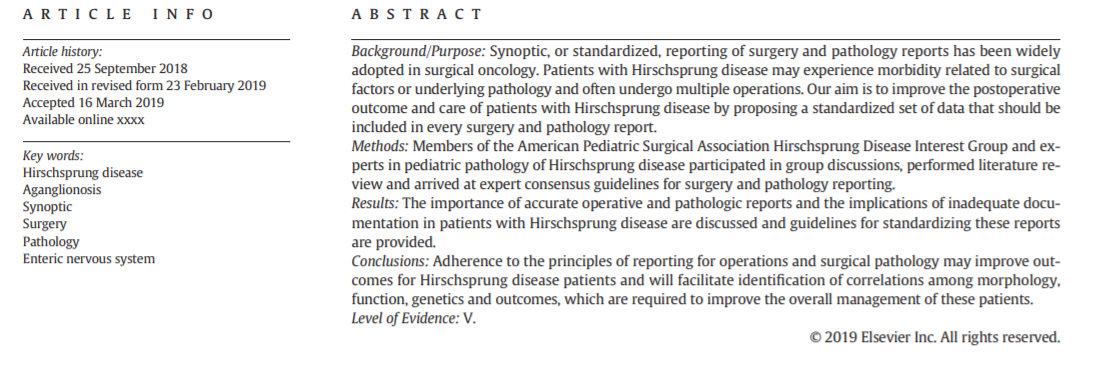 ARTICLE INFO
Article history:
Received 25 September 2018
Received in revised form 23 February 2019
Accepted 16 March 2019
Available online xxxx
Key words:
Hirschsprung disease
Aganglionosis
Synoptic
Surgery
Pathology
Enteric nervous system
ABSTRACT
Background/Purpose: Synoptic, or standardized, reporting of surgery and pathology reports has been widely
adopted in surgical oncology. Patients with Hirschsprung disease may experience morbidity related to surgical
factors or underlying pathology and often undergo multiple operations. Our aim is to improve the postoperative
outcome and care of patients with Hirschsprung disease by proposing a standardized set of data that should be
included in every surgery and pathology report.
Methods: Members of the American Pediatric Surgical Association Hirschsprung Disease Interest Group and ex-
perts in pediatric pathology of Hirschsprung disease participated in group discussions, performed literature re-
view and arrived at expert consensus guidelines for surgery and pathology reporting.
Results: The importance of accurate operative and pathologic reports and the implications of inadequate docu-
mentation in patients with Hirschsprung disease are discussed and guidelines for standardizing these reports
are provided.
Conclusions: Adherence to the principles of reporting for operations and surgical pathology may improve out-
comes for Hirschsprung disease patients and will facilitate identification of correlations among morphology,
function, genetics and outcomes, which are required to improve the overall management of these patients.
Level of Evidence: V.
© 2019 Elsevier Inc. All rights reserved.